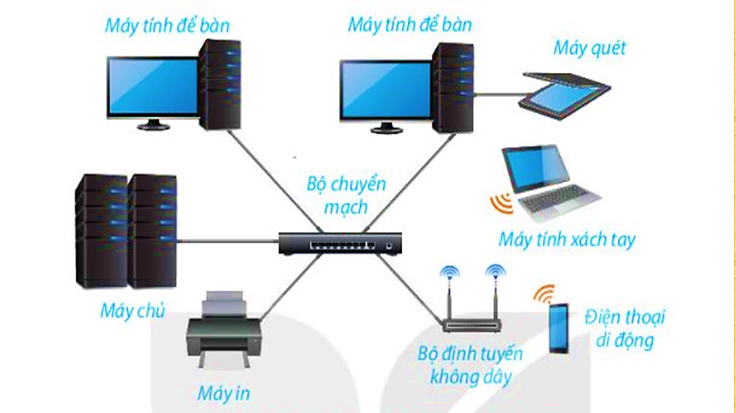 Máy tính để bàn
Máy tính để bàn
Máy quét
Bộ chuyển
mạch
Máy tính xách tay
Máy chủ
Máy in
Bộ định tuyến
không dây
Điện thoại
di động